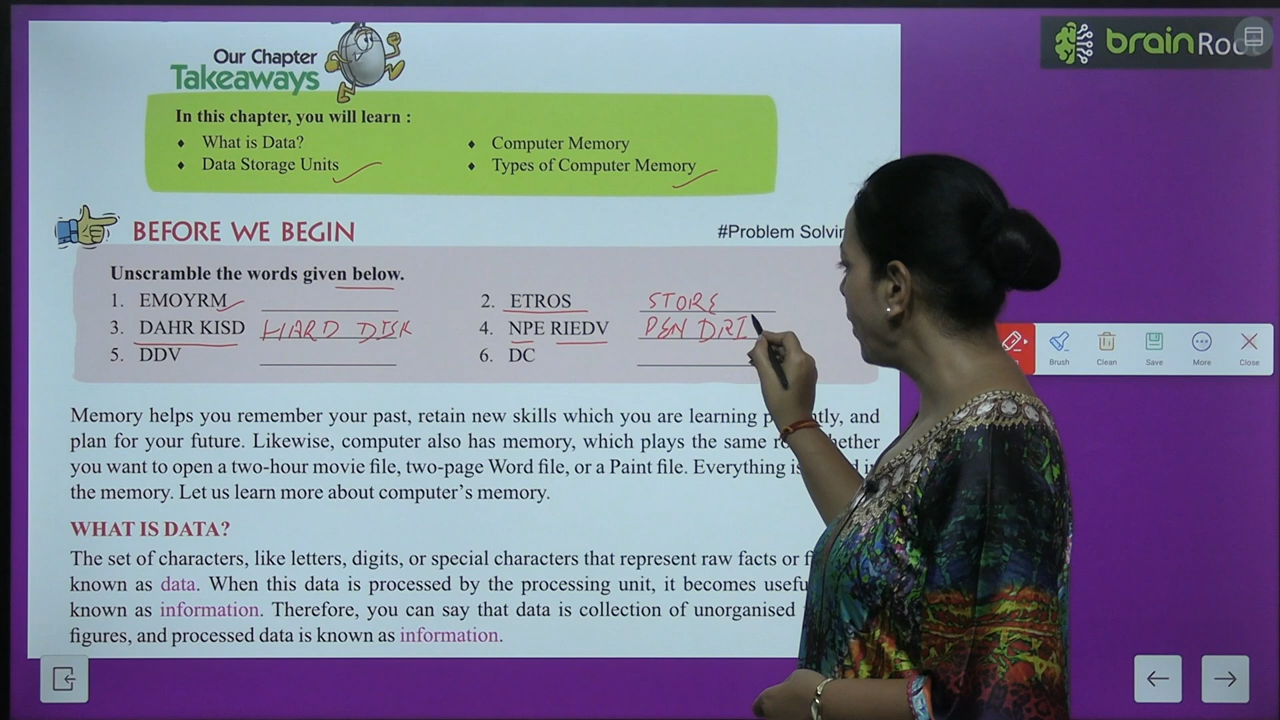 Our Chapter
Takeaways
brain
In this chapter, you will learn :
♦ What is Data? ♦ Computer Memory
♦ Data Storage Units ♦ Types of Computer Memory
BEFORE WE BEGIN #Problem
Unscramble the words given below.
1. EMOYRM 2. ETROS STORE
3. DAHR KISD HARD DISK 4. NPE RIEDV PEN DRI
5. DDV 6. DC
Brush Clean Save More Close
Memory helps you remember your past, retain new skills which you are learning and
plan for your future. Likewise, computer also has memory, which plays the same
you want to open a two-hour movie file, two-page Word file, or a Paint file. Everything is
the memory. Let us learn more about computer's memory.
WHAT IS DATA?
The set of characters, like letters, digits, or special characters that represent raw facts or
known as data. When this data is processed by the processing unit, it becomes
known as information. Therefore, you can say that data is collection of unorganised
figures, and processed data is known as information.